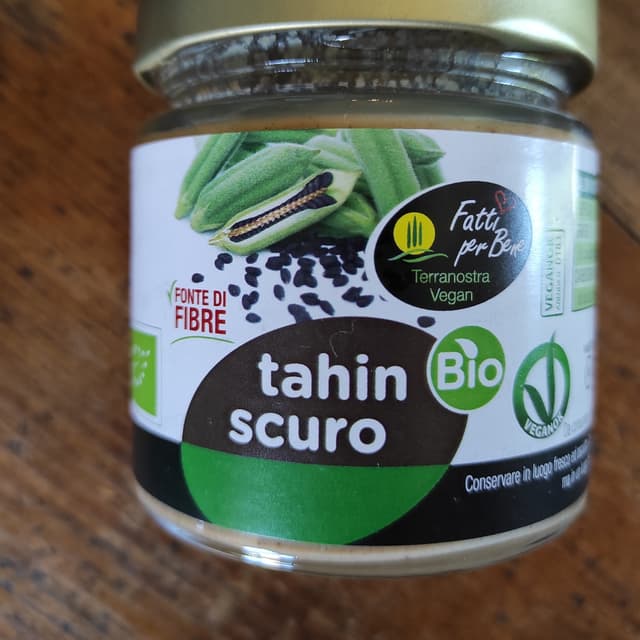 Fatti
per Bene
Terranostra
Vegan
FONTE DI
FIBRE
tahin
scuro
Bio
VEGANOK
Conservare in luogo fresco